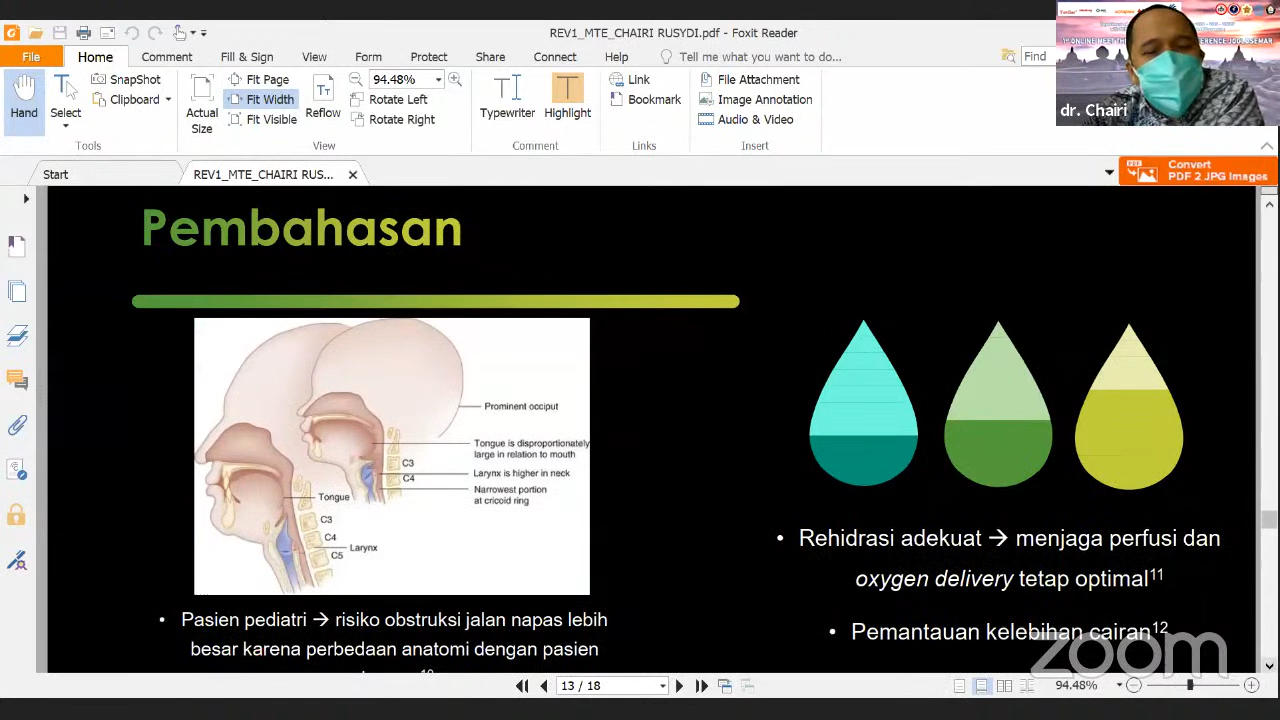 REV1_MTE_CHAIRI RUSYDI.pdf - Foxit Reader
File
Home
Comment
Fill & Sign
View
Form
Protect
Share
Connect
Help
Tell me what you want to do...
Find
Hand
Select
SnapShot
Clipboard
Actual
Size
Fit Page
Fit Width
Fit Visible
Reflow
94.48%
Rotate Left
Rotate Right
Typewriter
Highlight
Link
Bookmark
File Attachment
Image Annotation
Audio & Video
Tools
View
Comment
Links
Insert
dr. Chairi
Start
REV1_MTE_CHAIRI RUS...
Convert
PDF 2 JPG Images
Pembahasan
Prominent occiput
Tongue is disproportionately
large in relation to mouth
C3
Larynx is higher in neck
C4
Narrowest portion
at cricoid ring
Tongue
C3
C4
Larynx
C5
• Pasien pediatri → risiko obstruksi jalan napas lebih
besar karena perbedaan anatomi dengan pasien
• Rehidrasi adekuat → menjaga perfusi dan
oxygen delivery tetap optimal11
• Pemantauan kelebihan cairan12
zoom
13 / 18
94.48%